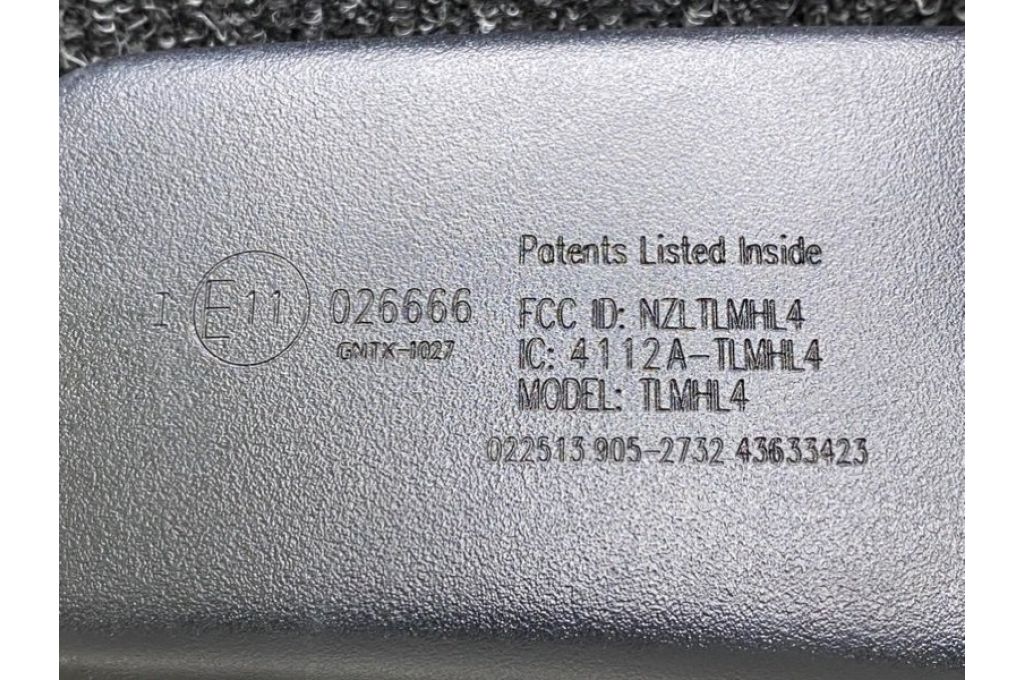 Patents Listed Inside
I E11 026666
GNTX-1027
FCC ID: NZLTLMHL4
IC: 4112A-TLMHL4
MODEL: TLMHL4
022513 905-2732 43633423